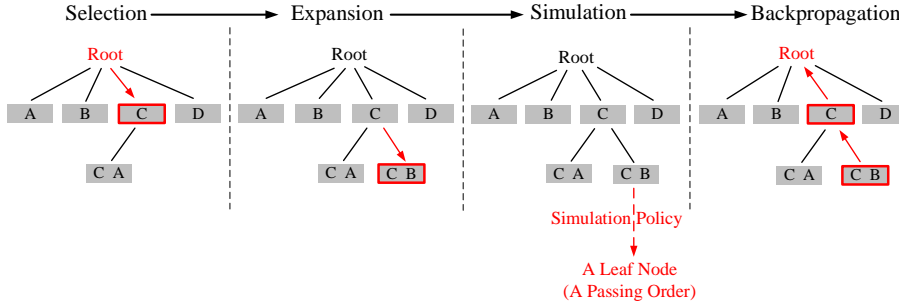 Selection Expansion Simulation Backpropagation
Root Root Root Root
A B C D A B C D A B C D A B C D
C A C A C B C A C B C A C B
Simulation Policy
A Leaf Node
(A Passing Order)